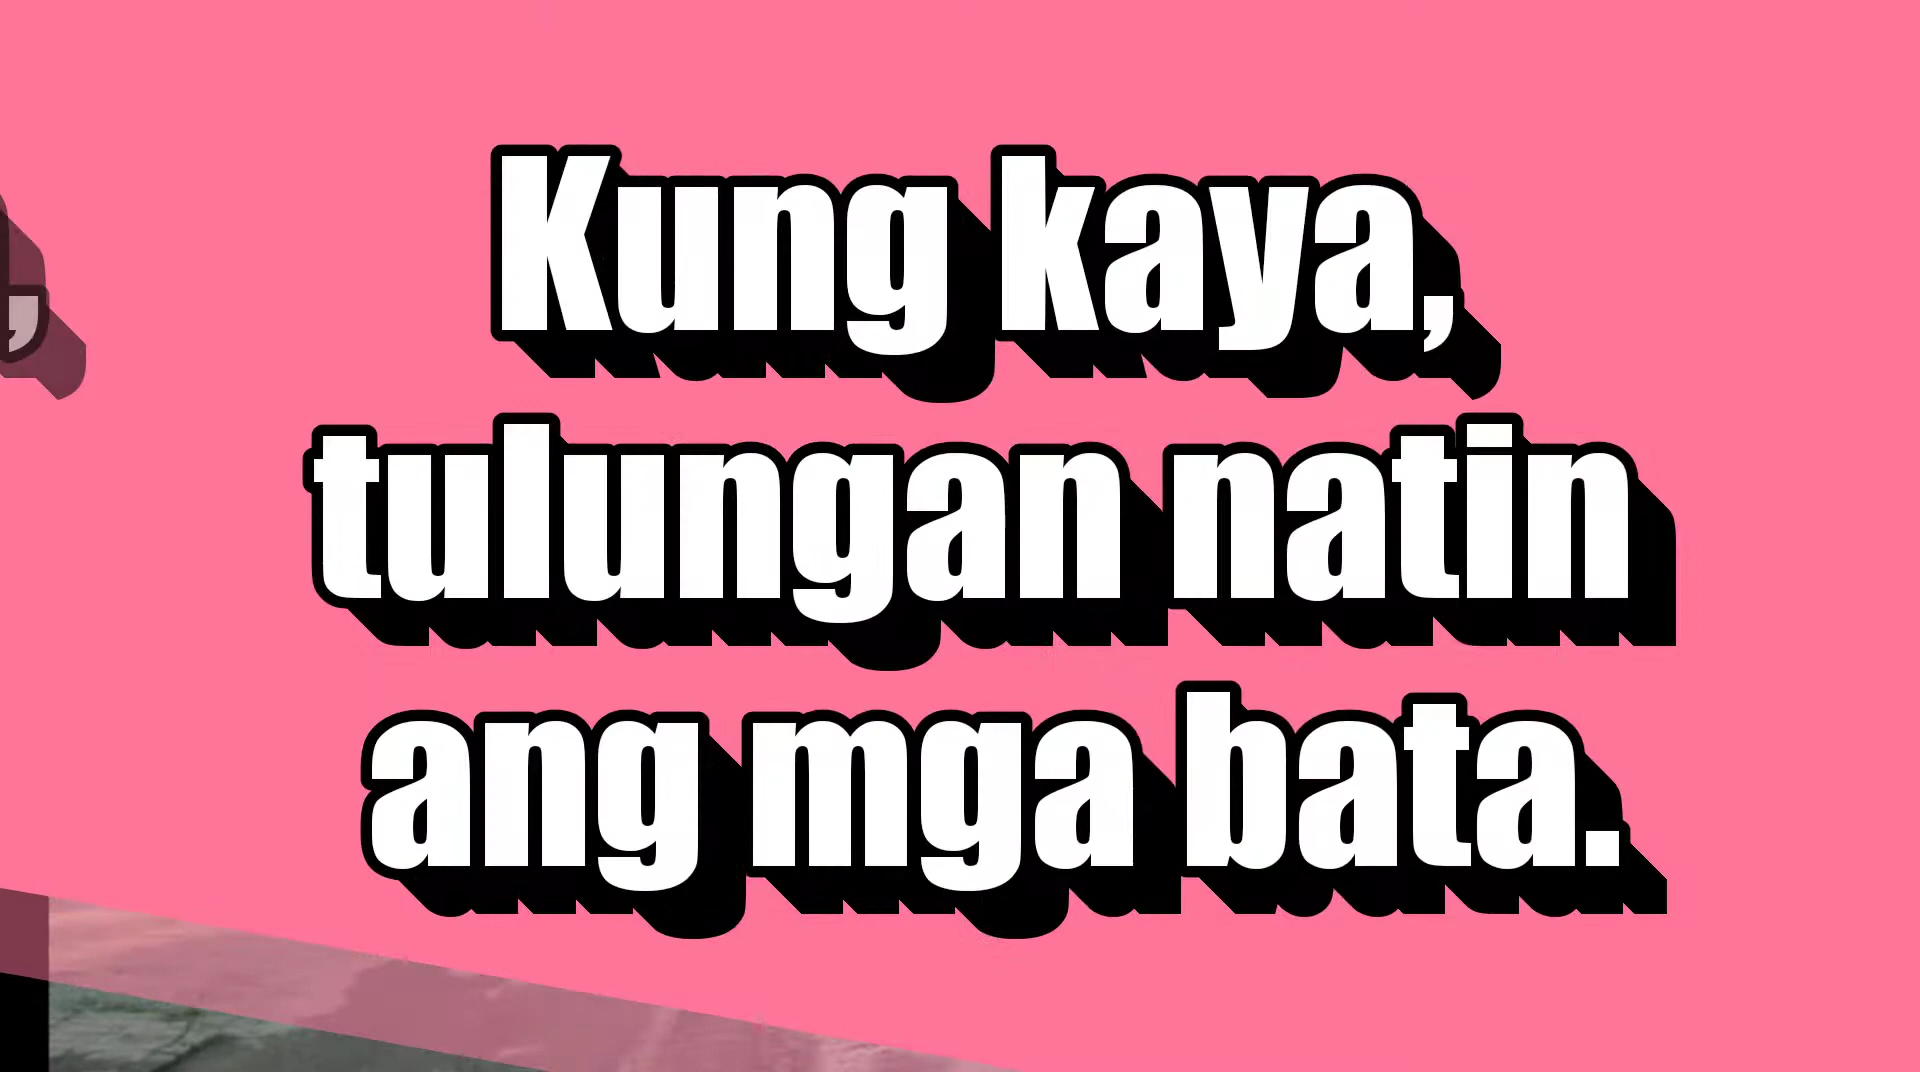 Kung kaya,
tulungan natin
ang mga bata.